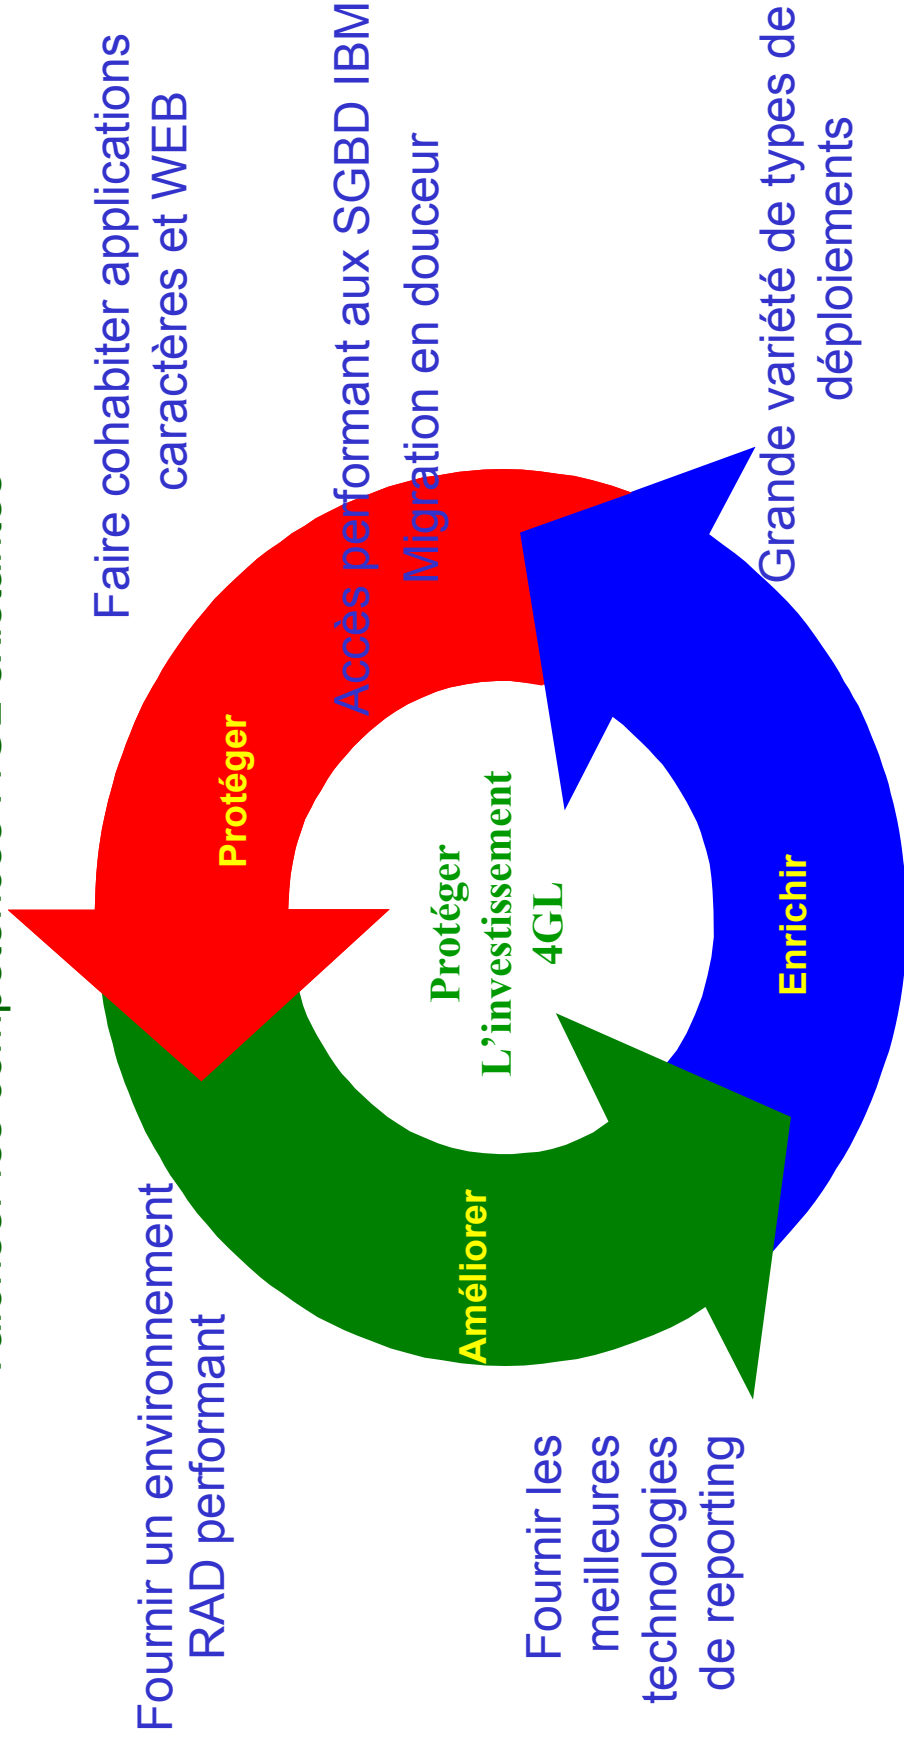 Fournir un environnement
RAD performant
Faire cohabiter applications
caractères et WEB
Protéger
Accès performant aux SGBD IBM
Migration en douceur
Protéger
L’investissement
4GL
Améliorer
Enrichir
Fournir les
meilleures
technologies
de reporting
Grande variété de types de
déploiements